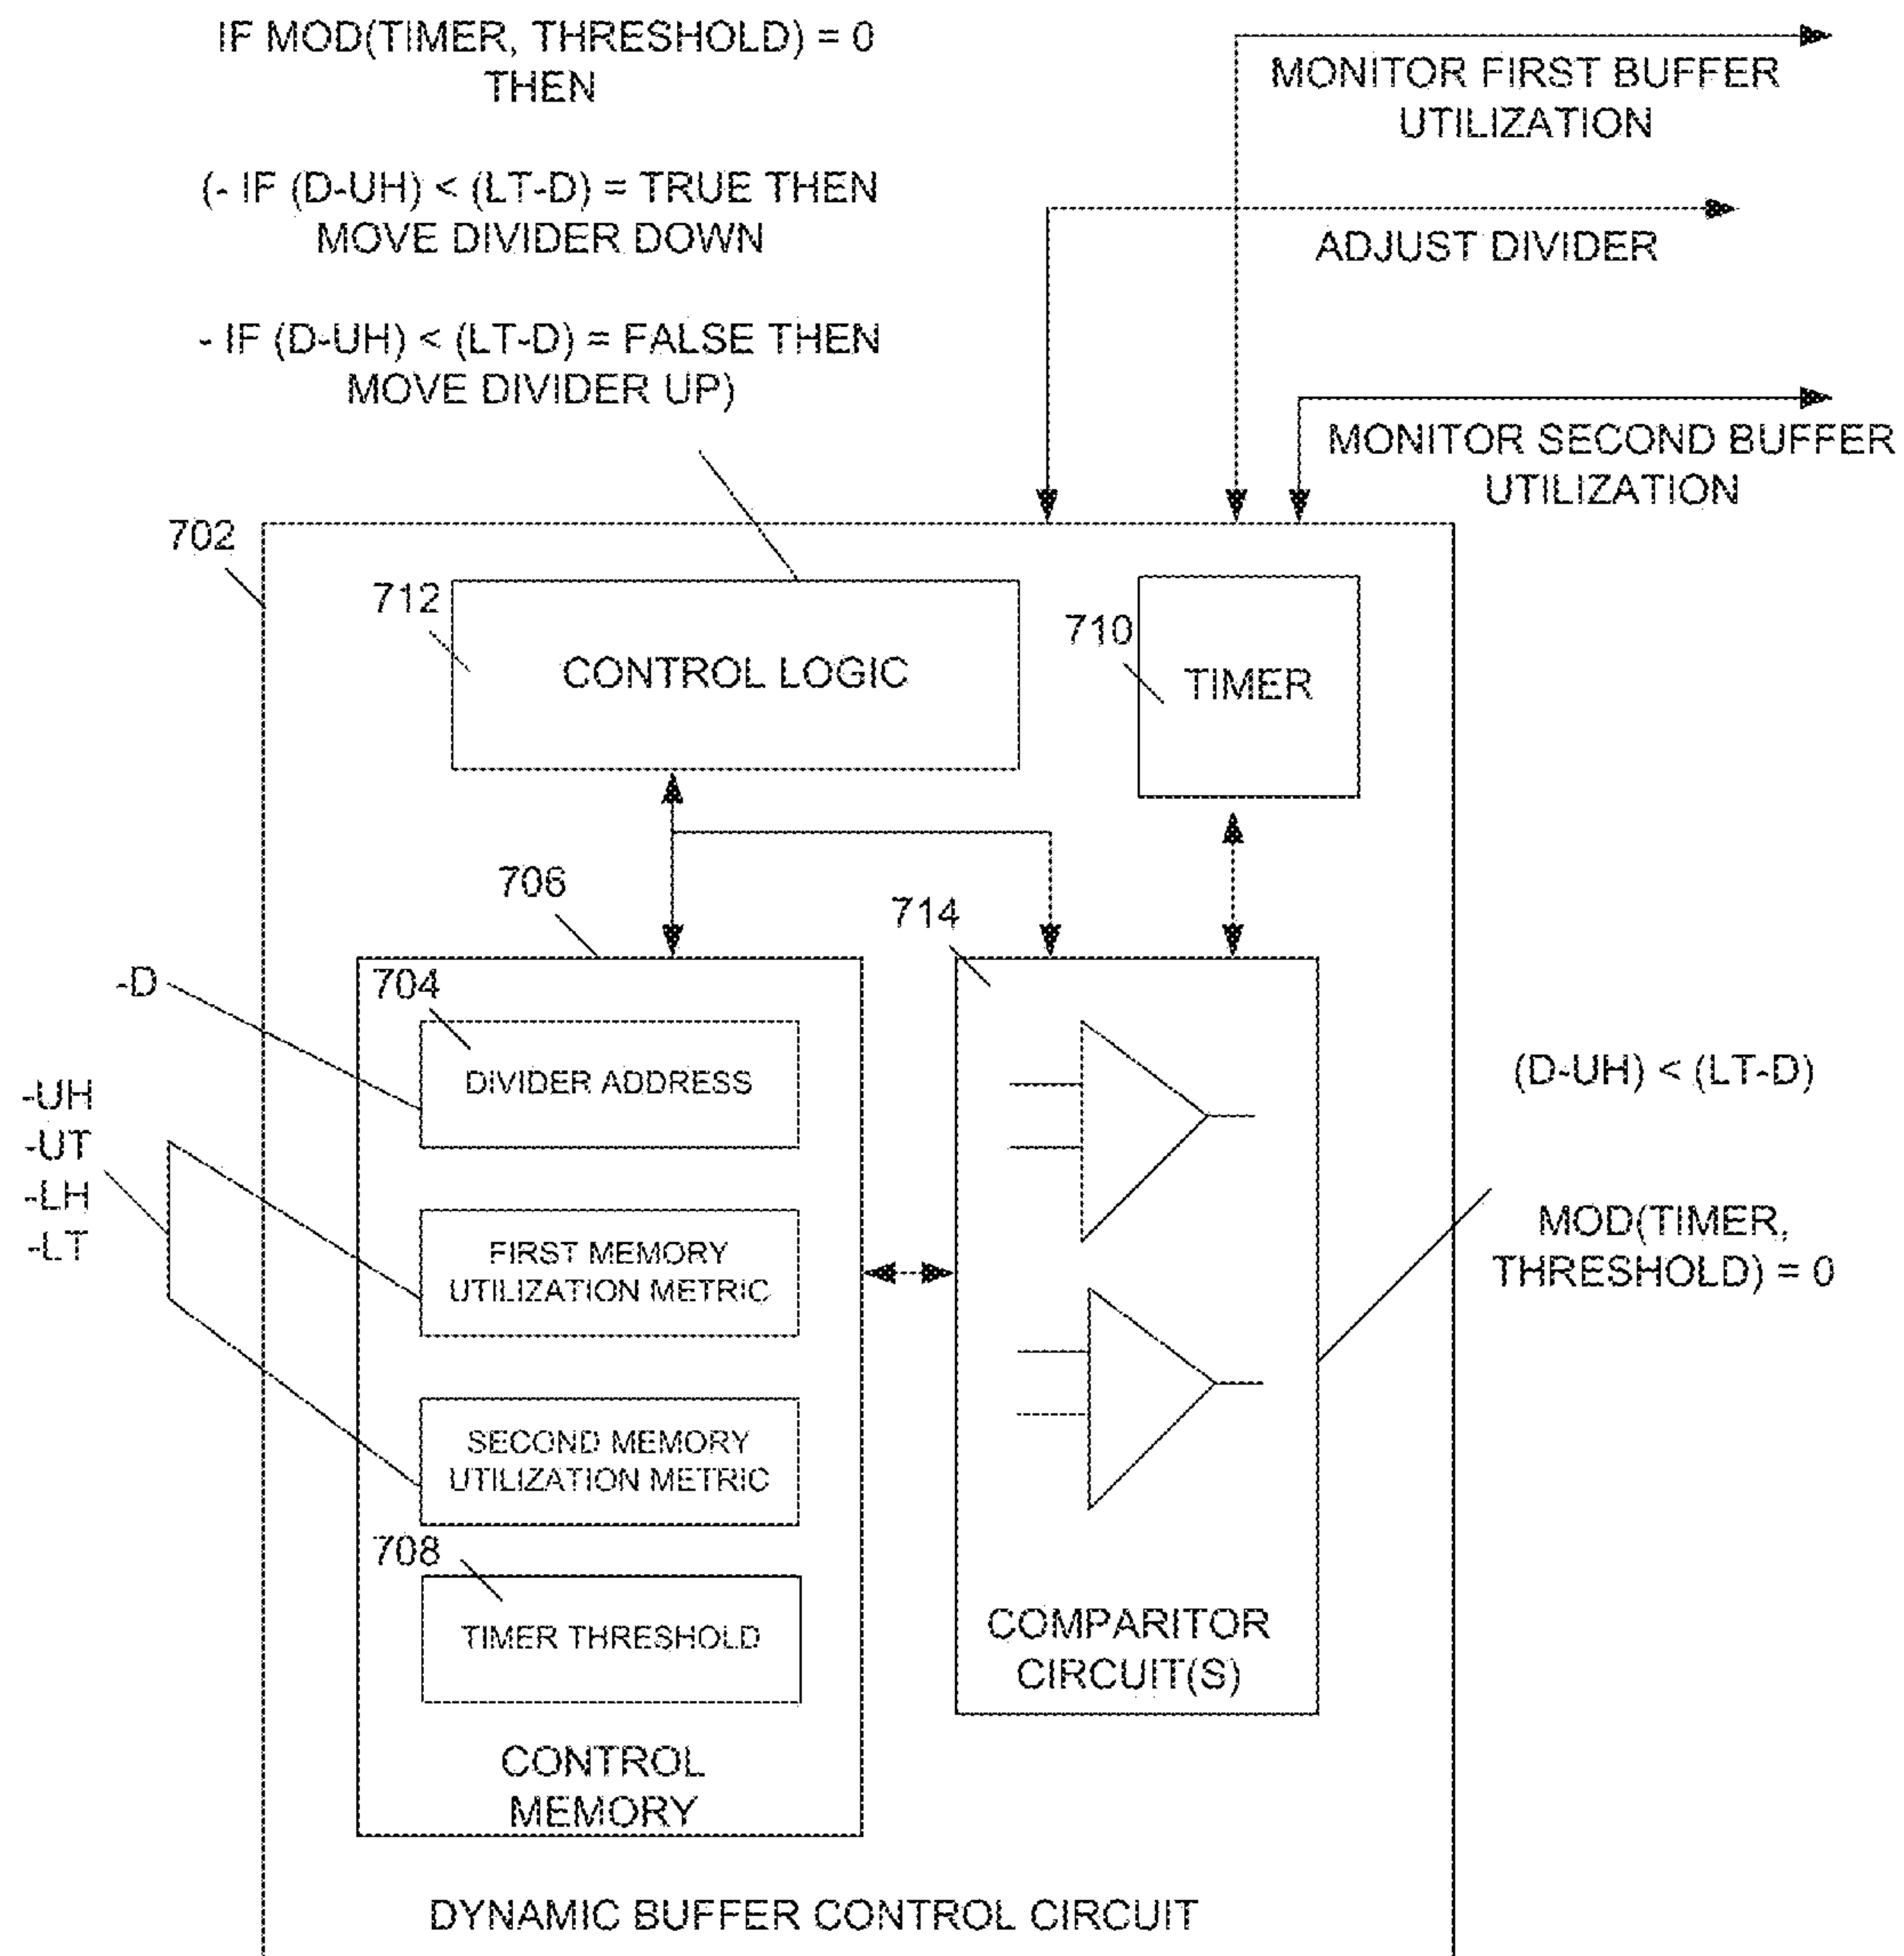 IF MOD(TIMER, THRESHOLD) = 0
THEN
(- IF (D-UH) < (LT-D) = TRUE THEN
MOVE DIVIDER DOWN
- IF (D-UH) < (LT-D) = FALSE THEN
MOVE DIVIDER UP)
MONITOR FIRST BUFFER
UTILIZATION
ADJUST DIVIDER
MONITOR SECOND BUFFER
UTILIZATION
702
712
CONTROL LOGIC
710
TIMER
706
714
-D
704
DIVIDER ADDRESS
-UH
-UT
-LH
-LT
FIRST MEMORY
UTILIZATION METRIC
SECOND MEMORY
UTILIZATION METRIC
708
TIMER THRESHOLD
CONTROL
MEMORY
COMPARITOR
CIRCUIT(S)
(D-UH) < (LT-D)
MOD(TIMER,
THRESHOLD) = 0
DYNAMIC BUFFER CONTROL CIRCUIT